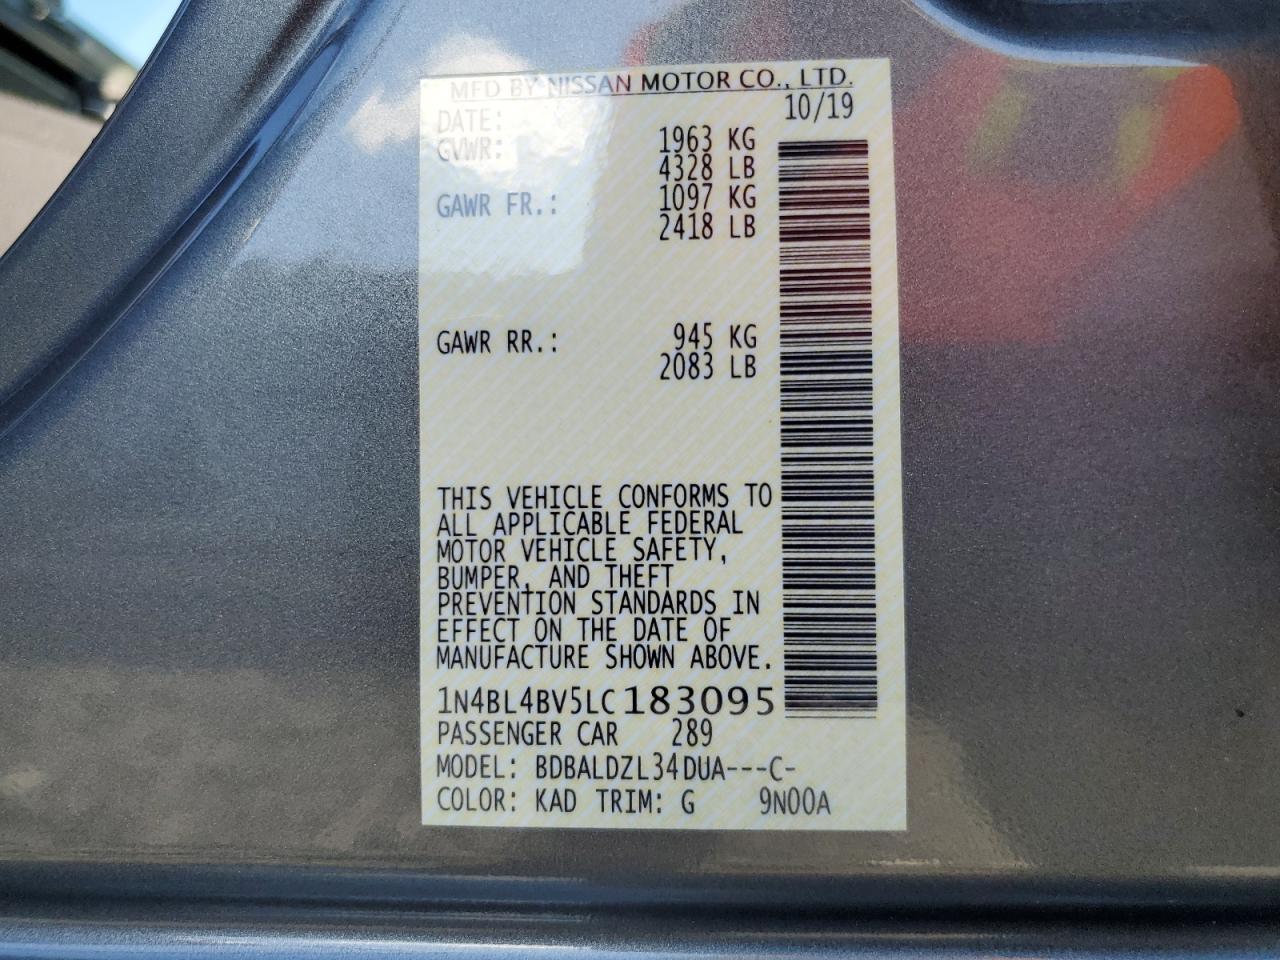 MFD BY NISSAN MOTOR CO., LTD.
DATE: 10/19
GVWR: 1963 KG
4328 LB
GAWR FR.: 1097 KG
2418 LB
GAWR RR.: 945 KG
2083 LB
THIS VEHICLE CONFORMS TO
ALL APPLICABLE FEDERAL
MOTOR VEHICLE SAFETY,
BUMPER, AND THEFT
PREVENTION STANDARDS IN
EFFECT ON THE DATE OF
MANUFACTURE SHOWN ABOVE.
1N4BL4BV5LC183095
PASSENGER CAR 289
MODEL: BDBALDZL34DUA---C-
COLOR: KAD TRIM: G 9N00A